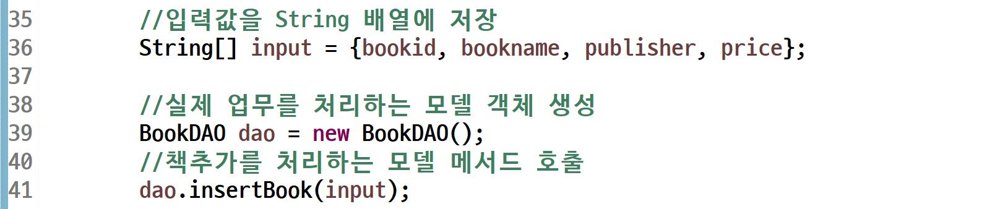 35 //입력값을 String 배열에 저장
36 String[] input = {bookid, bookname, publisher, price};
37
38 //실제 업무를 처리하는 모델 객체 생성
39 BookDAO dao = new BookDAO();
40 //책추가를 처리하는 모델 메서드 호출
41 dao.insertBook(input);